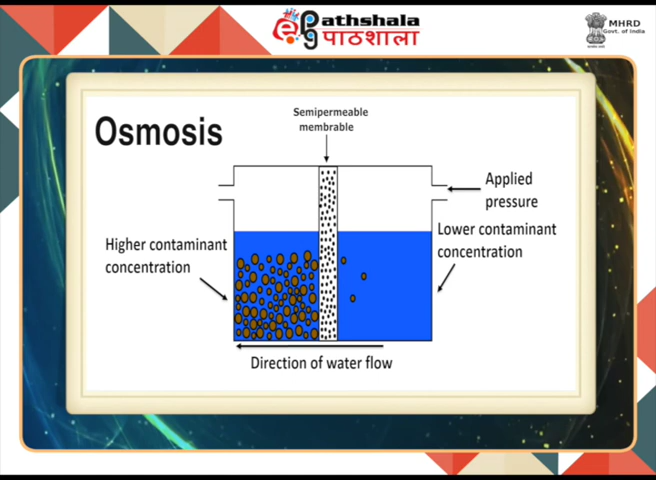 Pathshala
पाठशाला
MHRD
Govt. of India
Osmosis
Semipermeable
membrable
Applied
pressure
Higher contaminant
concentration
Lower contaminant
concentration
Direction of water flow